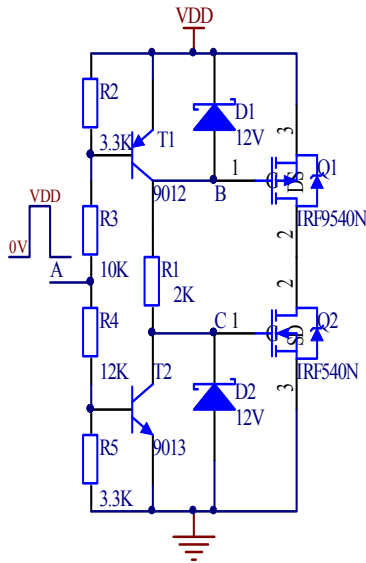 VDD
R2
3.3K
T1
D1
12V
3
1
G
D
S
Q1
9012
B
IRF9540N
VDD
0V
R3
A
10K
R1
2K
2
2
R4
12K
C
1
G
D
S
Q2
T2
IRF540N
D2
12V
3
R5
9013
3.3K